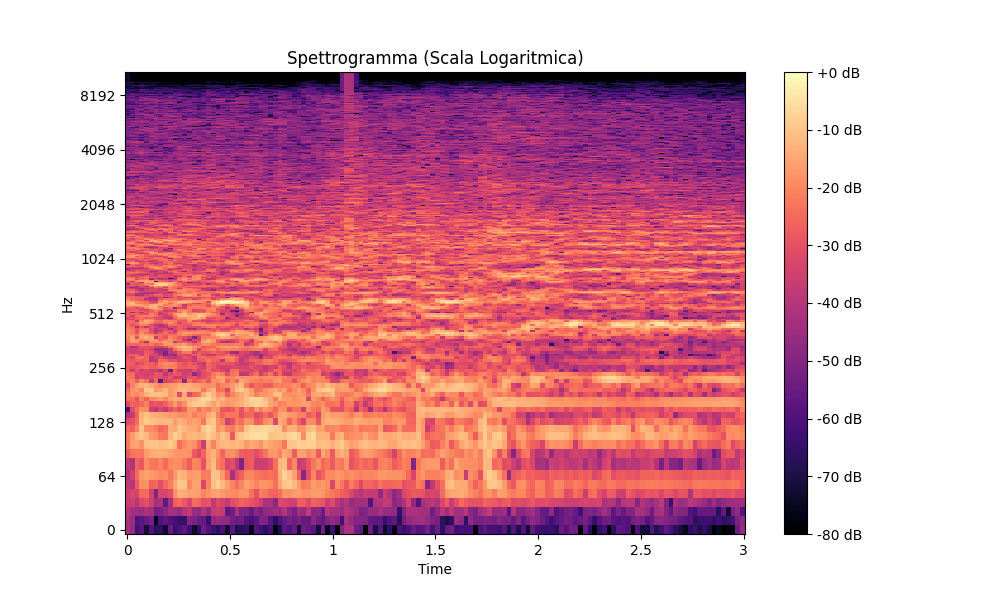 Spettrogramma (Scala Logaritmica)
Hz
8192
4096
2048
1024
512
256
128
64
0
0 0.5 1 1.5 2 2.5 3
Time
+0 dB
-10 dB
-20 dB
-30 dB
-40 dB
-50 dB
-60 dB
-70 dB
-80 dB